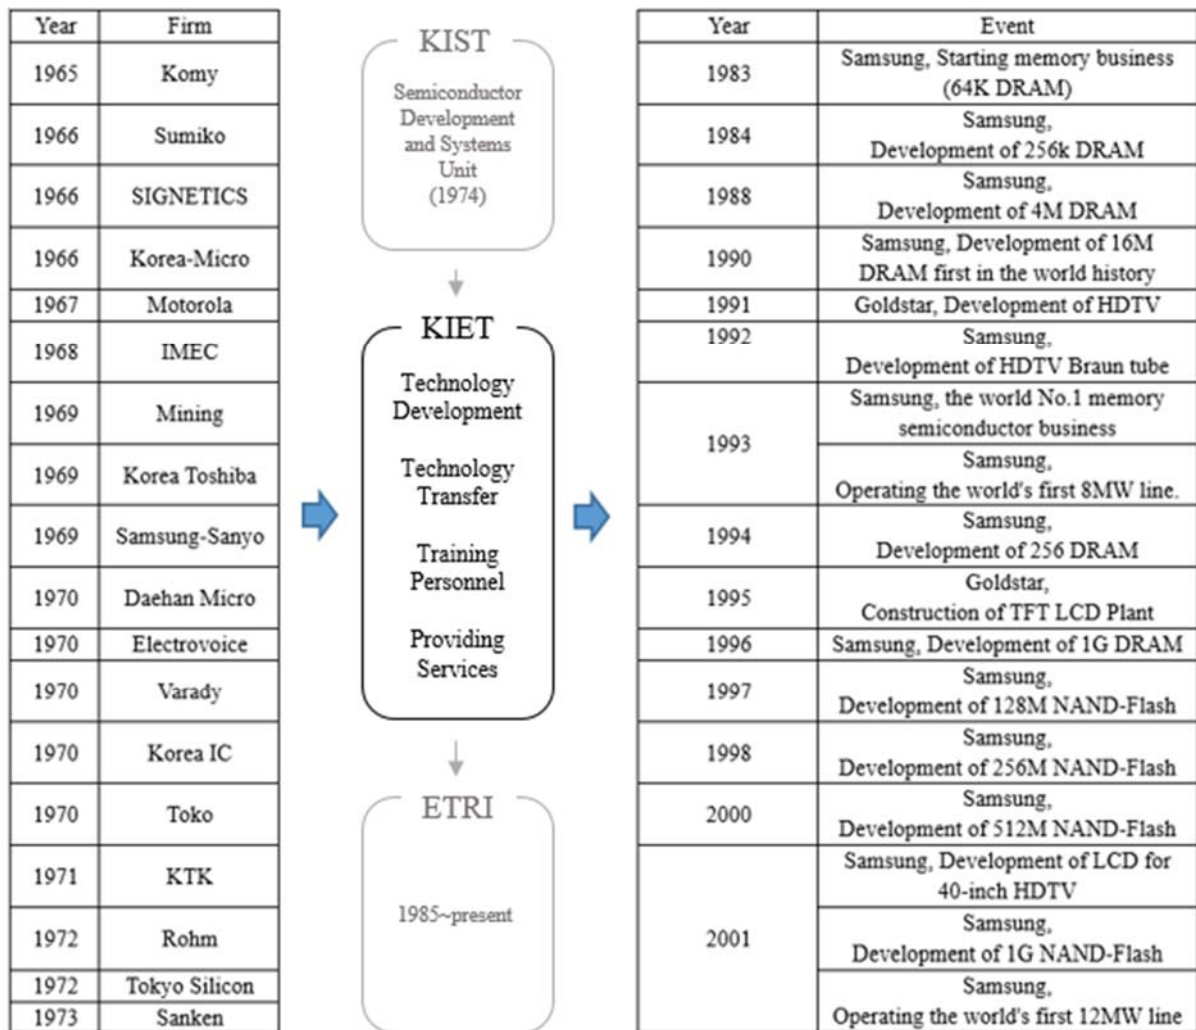 Year Firm
1965 Komy
1966 Sumiko
1966 SIGNETICS
1966 Korea-Micro
1967 Motorola
1968 IMEC
1969 Mining
1969 Korea Toshiba
1969 Samsung-Sanyo
1970 Daehan Micro
1970 Electrovoice
1970 Varady
1970 Korea IC
1970 Toko
1971 KTK
1972 Rohm
1972 Tokyo Silicon
1973 Sanken
KIST
Semiconductor
Development
and Systems
Unit
(1974)
KIET
Technology
Development
Technology
Transfer
Training
Personnel
Providing
Services
ETRI
1985~present
Year Event
1983 Samsung, Starting memory business
(64K DRAM)
1984 Samsung,
Development of 256k DRAM
1988 Samsung,
Development of 4M DRAM
1990 Samsung, Development of 16M
DRAM first in the world history
1991 Goldstar, Development of HDTV
1992 Samsung,
Development of HDTV Braun tube
1993 Samsung, the world No.1 memory
semiconductor business
Samsung,
Operating the world's first 8MW line.
1994 Samsung,
Development of 256 DRAM
1995 Goldstar,
Construction of TFT LCD Plant
1996 Samsung, Development of 1G DRAM
1997 Samsung,
Development of 128M NAND-Flash
1998 Samsung,
Development of 256M NAND-Flash
2000 Samsung,
Development of 512M NAND-Flash
2001 Samsung, Development of LCD for
40-inch HDTV
Samsung,
Development of 1G NAND-Flash
Samsung,
Operating the world's first 12MW line